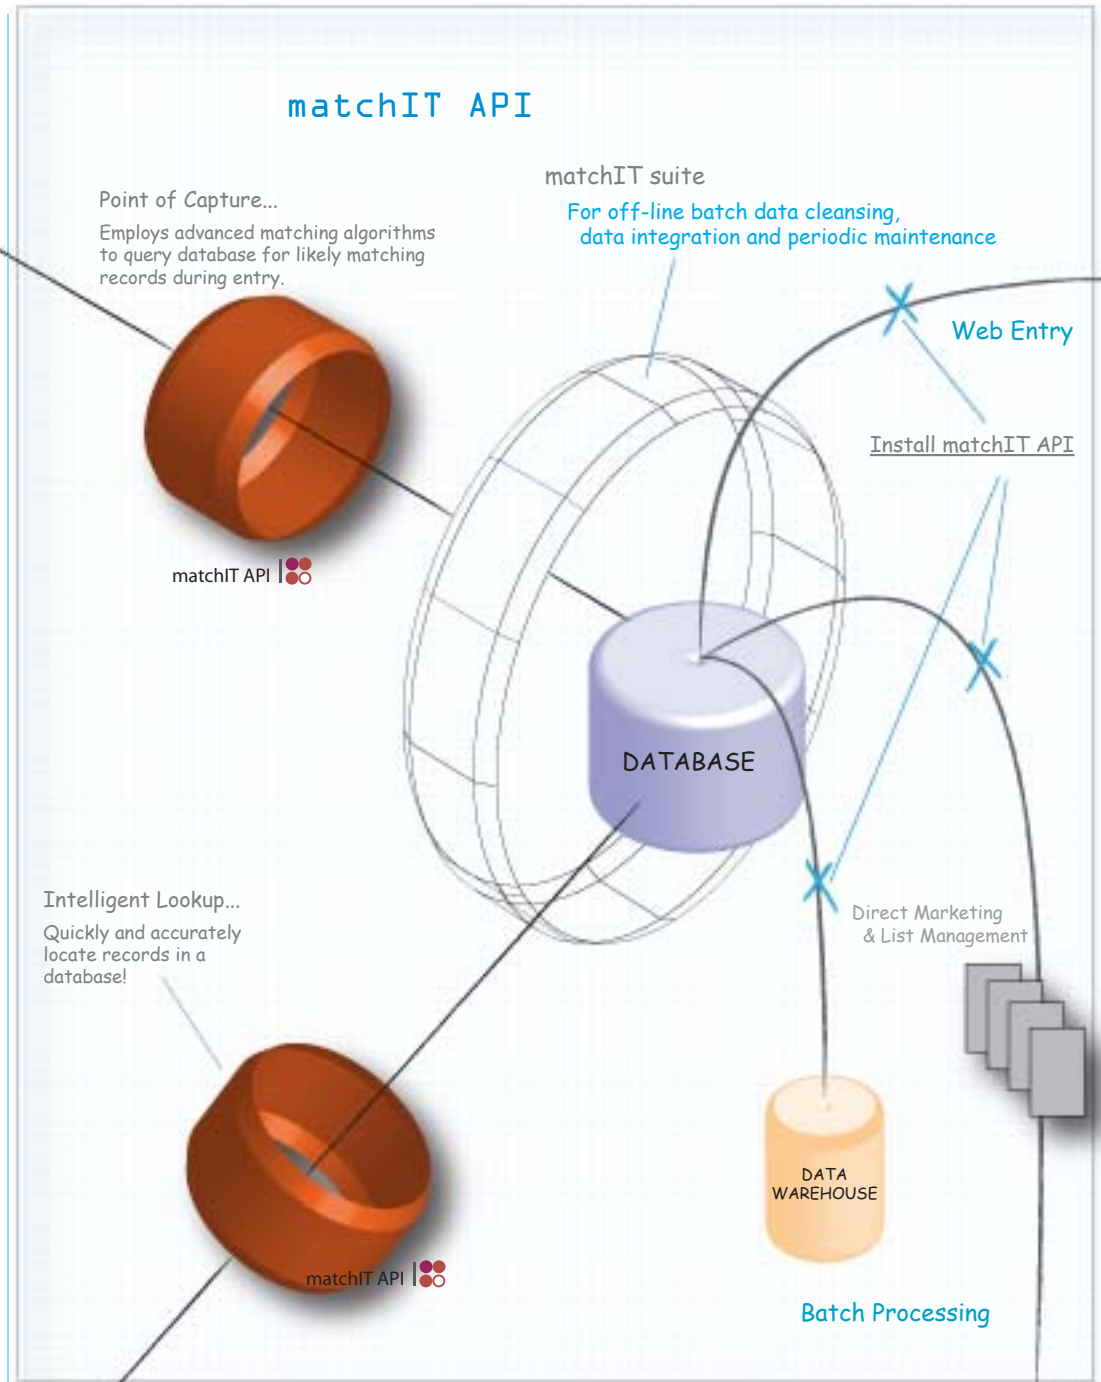 matchIT API
matchIT suite
For off-line batch data cleansing,
data integration and periodic maintenance
Point of Capture...
Employs advanced matching algorithms
to query database for likely matching
records during entry.
Web Entry
Install matchIT API
matchIT API
DATABASE
Intelligent Lookup...
Quickly and accurately
locate records in a
database!
Direct Marketing
& List Management
DATA
WAREHOUSE
matchIT API
Batch Processing